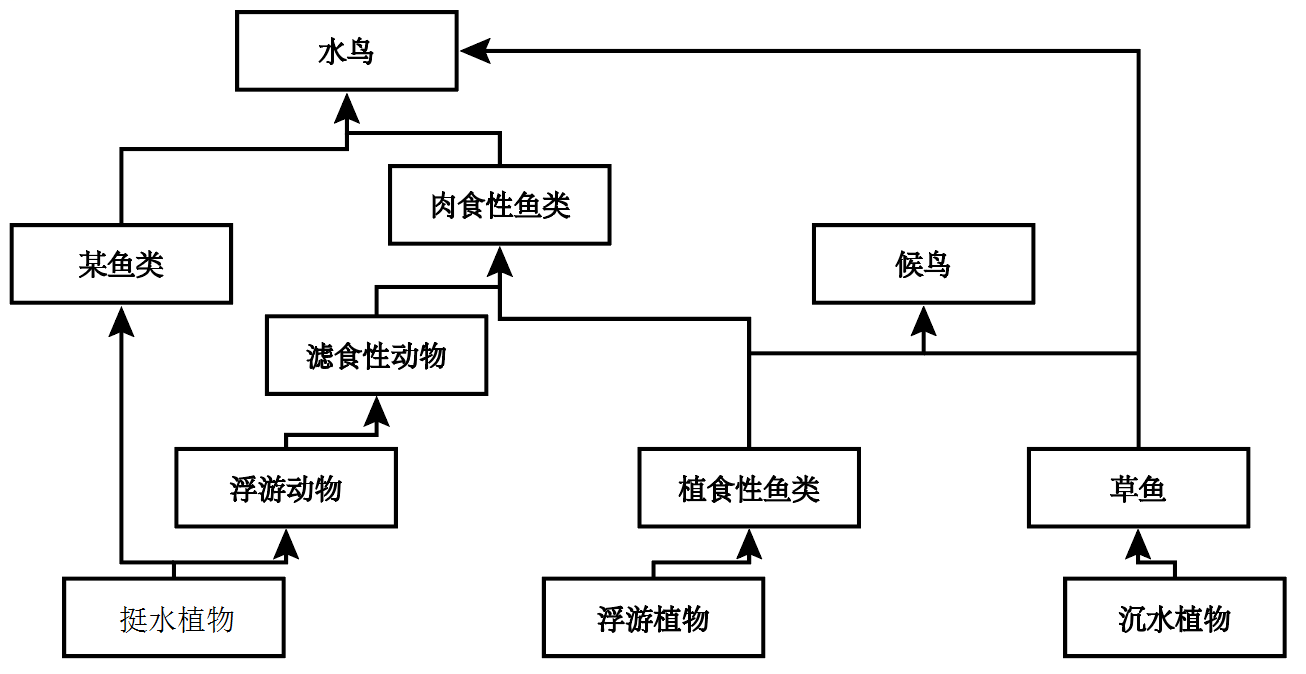 水鸟
肉食性鱼类
某鱼类
候鸟
滤食性动物
浮游动物
植食性鱼类
草鱼
挺水植物
浮游植物
沉水植物